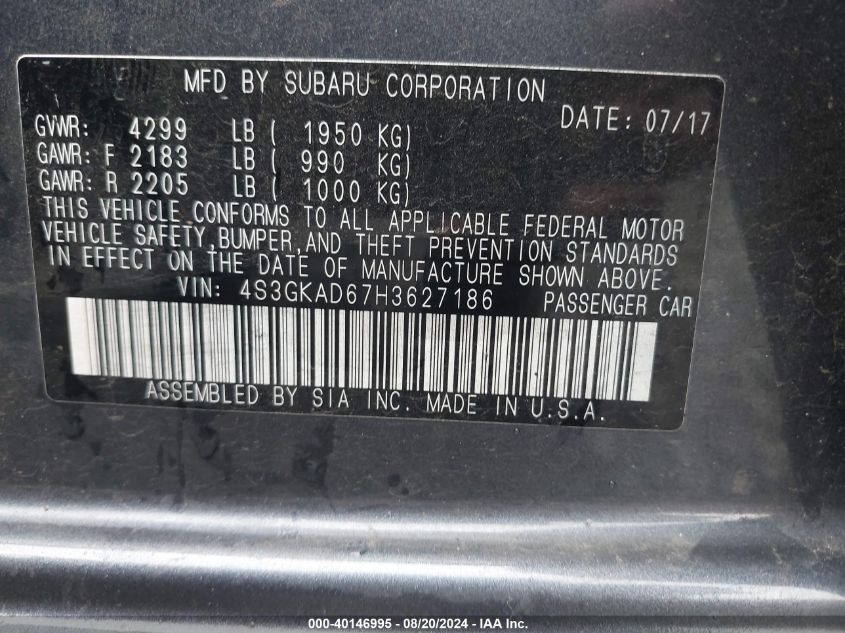 MFD BY SUBARU CORPORATION
DATE: 07/17
GVWR: 4299 LB ( 1950 KG)
GAWR: F 2183 LB ( 990 KG)
GAWR: R 2205 LB ( 1000 KG)
THIS VEHICLE CONFORMS TO ALL APPLICABLE FEDERAL MOTOR
VEHICLE SAFETY, BUMPER, AND THEFT PREVENTION STANDARDS
IN EFFECT ON THE DATE OF MANUFACTURE SHOWN ABOVE.
VIN: 4S3GKAD67H3627186 PASSENGER CAR
ASSEMBLED BY SIA INC. MADE IN U.S.A.
000-40146995 - 08/20/2024 - IAA Inc.